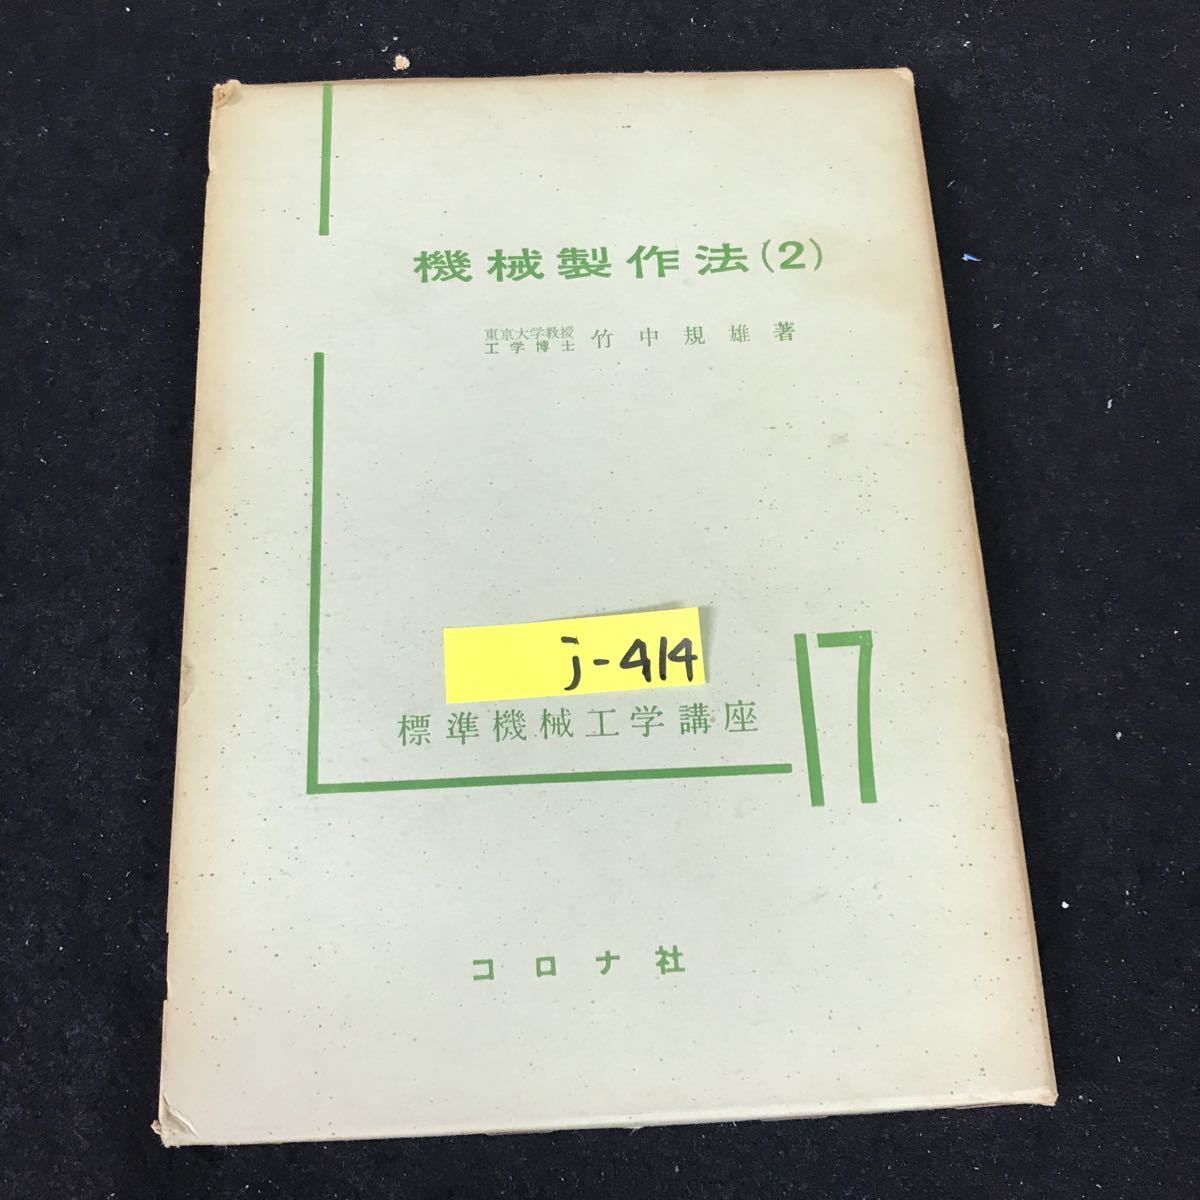 機械製作法(2)
東京大学教授
工学博士 竹中規雄著
j-414
標準機械工学講座 17
コロナ社